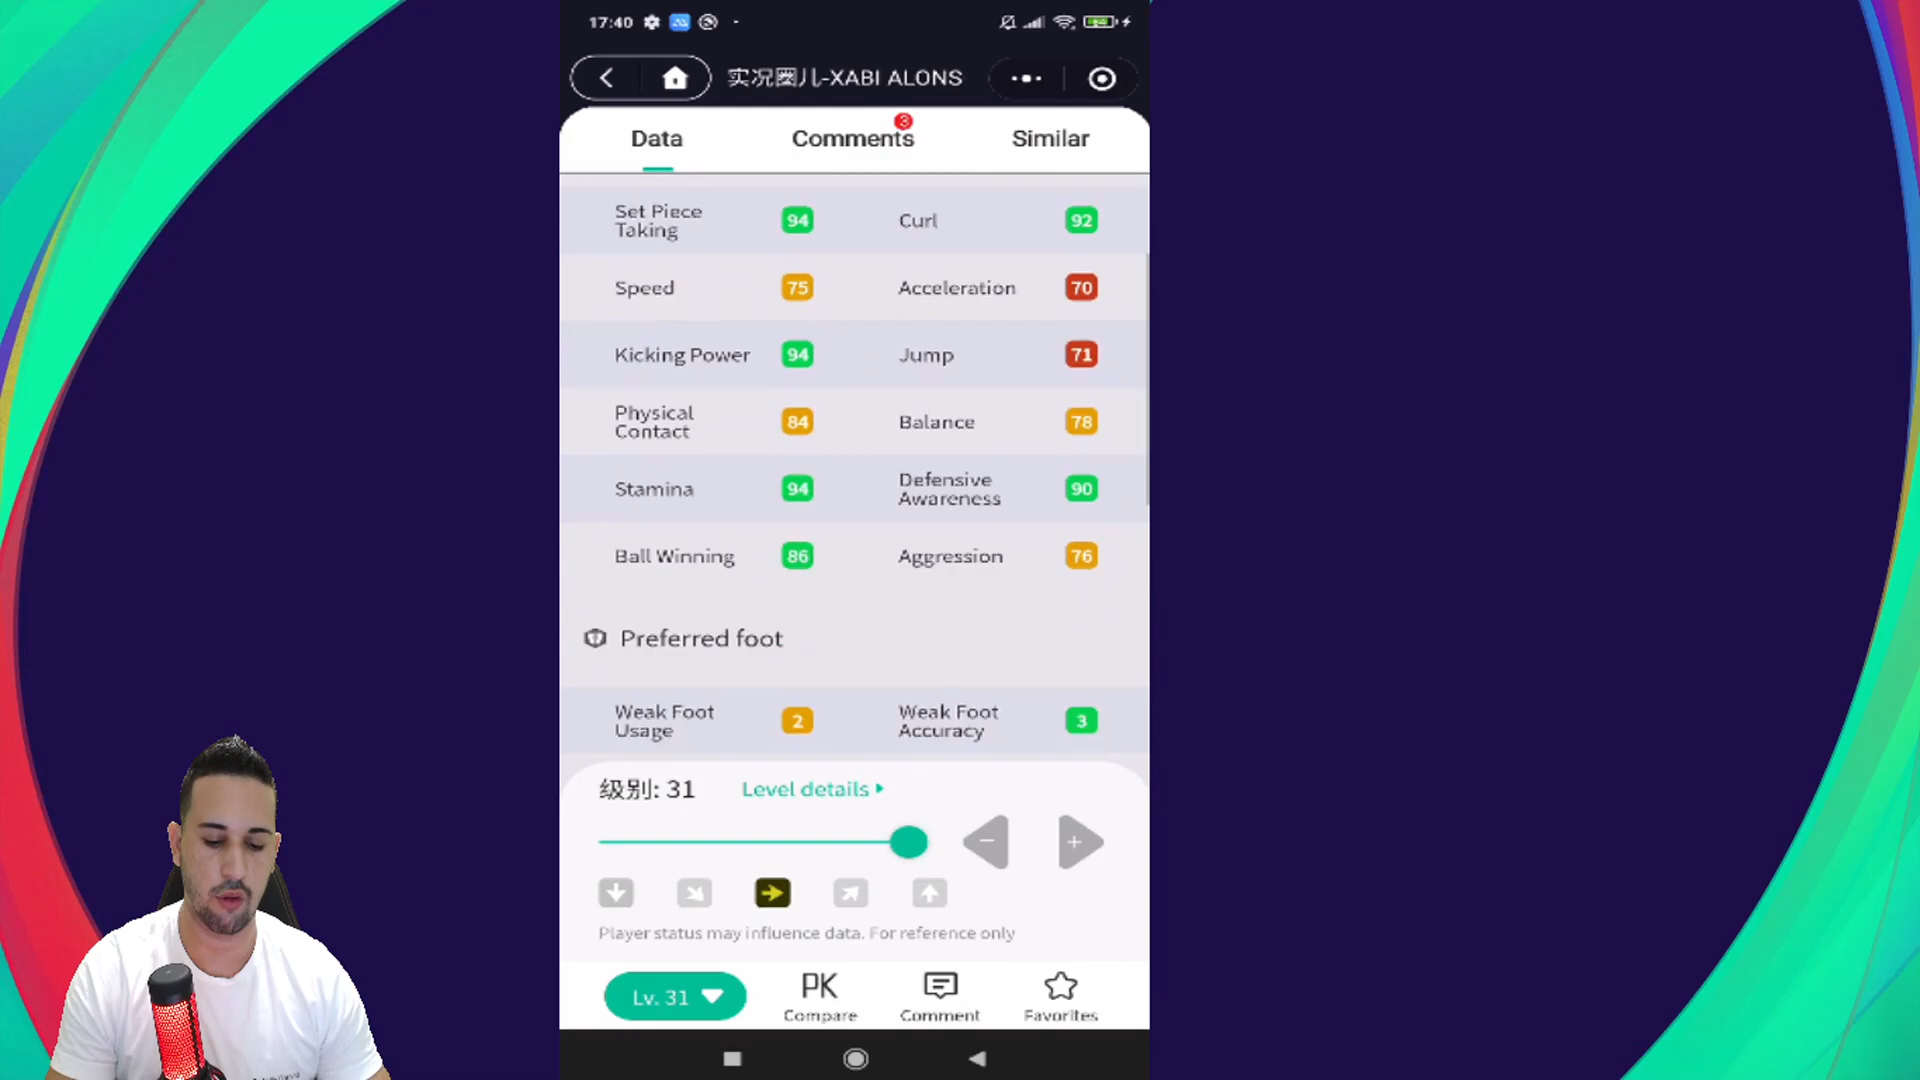 17:40
实况圈儿-XABI ALONS
Data
Comments
3
Similar
Set Piece Taking 94 Curl 92
Speed 75 Acceleration 70
Kicking Power 94 Jump 71
Physical Contact 84 Balance 78
Stamina 94 Defensive Awareness 90
Ball Winning 86 Aggression 76
Preferred foot
Weak Foot Usage 2 Weak Foot Accuracy 3
级别: 31 Level details
Player status may influence data. For reference only
Lv. 31
PK
Compare
Comment
Favorites